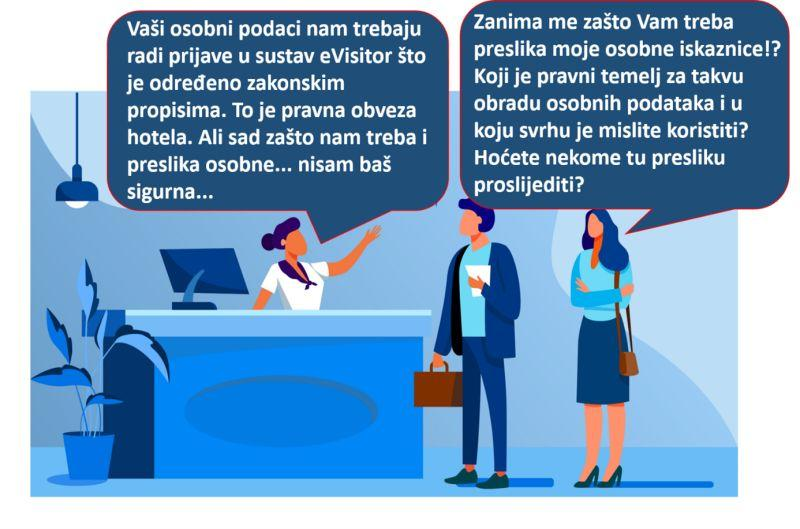 Vaši osobni podaci nam trebaju
radi prijave u sustav eVisitor što
je određeno zakonskim
propisima. To je pravna obveza
hotela. Ali sad zašto nam treba i
preslika osobne... nisam baš
sigurna...
Zanima me zašto Vam treba
preslika moje osobne iskaznice!?
Koji je pravni temelj za takvu
obradu osobnih podataka i u
koju svrhu je mislite koristiti?
Hoćete nekome tu presliku
proslijediti?